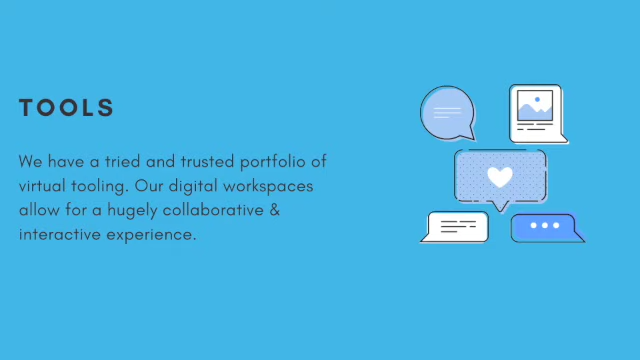 TOOLS
We have a tried and trusted portfolio of
virtual tooling. Our digital workspaces
allow for a hugely collaborative &
interactive experience.